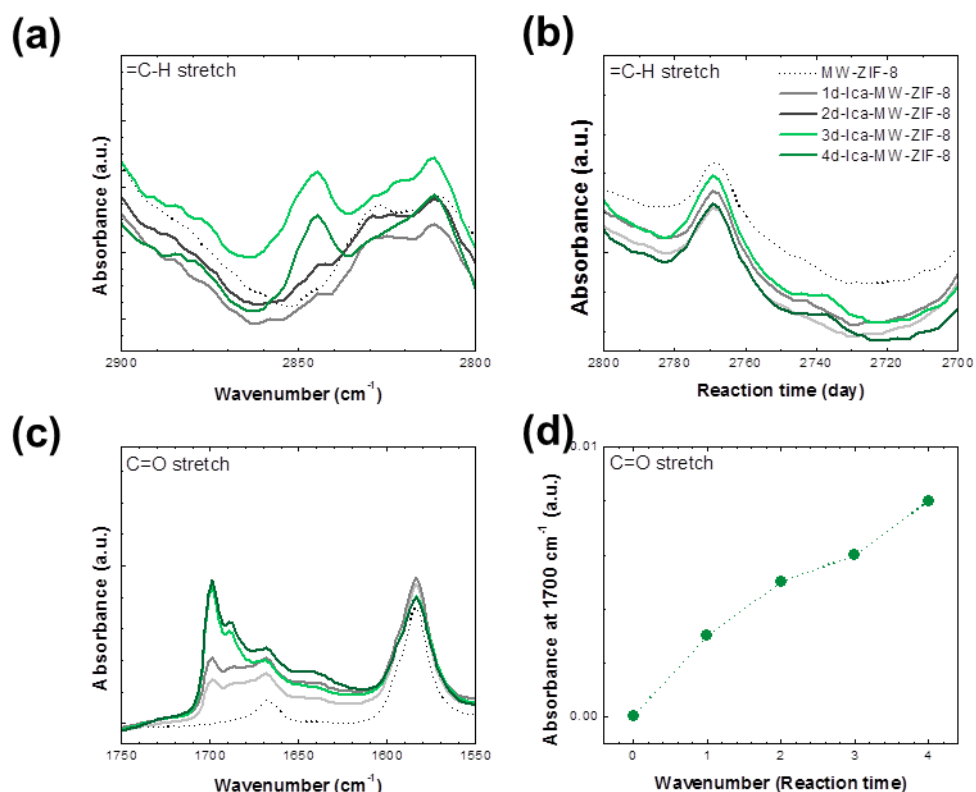 (a)
=C-H stretch
Absorbance (a.u.)
2900
2850
2800
Wavenumber (cm-1)
(b)
=C-H stretch
MW-ZIF-8
1d-Ica-MW-ZIF-8
2d-Ica-MW-ZIF-8
3d-Ica-MW-ZIF-8
4d-Ica-MW-ZIF-8
Absorbance (a.u.)
2800
2780
2760
2740
2720
2700
Reaction time (day)
(c)
C=O stretch
Absorbance (a.u.)
1750
1700
1650
1600
1550
Wavenumber (cm-1)
(d)
0.01
C=O stretch
Absorbance at 1700 cm-1 (a.u.)
0.00
0
1
2
3
4
Wavenumber (Reaction time)